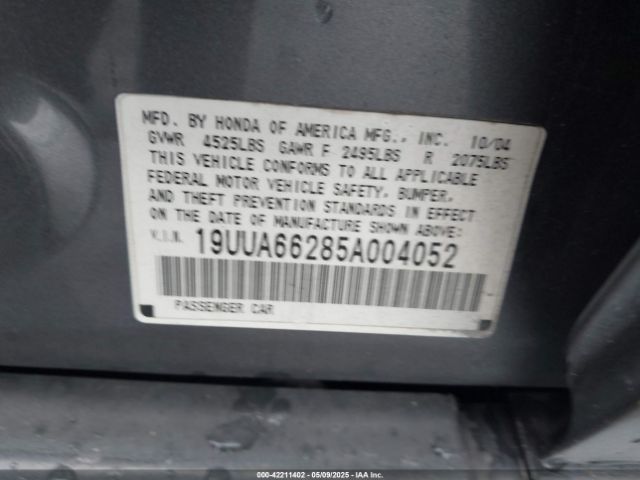 MFD. BY HONDA OF AMERICA MFG., INC. 10/04
GVWR 4525LBS GAWR F 2495LBS R 2075LBS
THIS VEHICLE CONFORMS TO ALL APPLICABLE
FEDERAL MOTOR VEHICLE SAFETY, BUMPER,
AND THEFT PREVENTION STANDARDS IN EFFECT
ON THE DATE OF MANUFACTURE SHOWN ABOVE:
V.I.N. 19UUA66285A004052
PASSENGER CAR
000-42211402 | 05/09/2025 | IAA Inc.